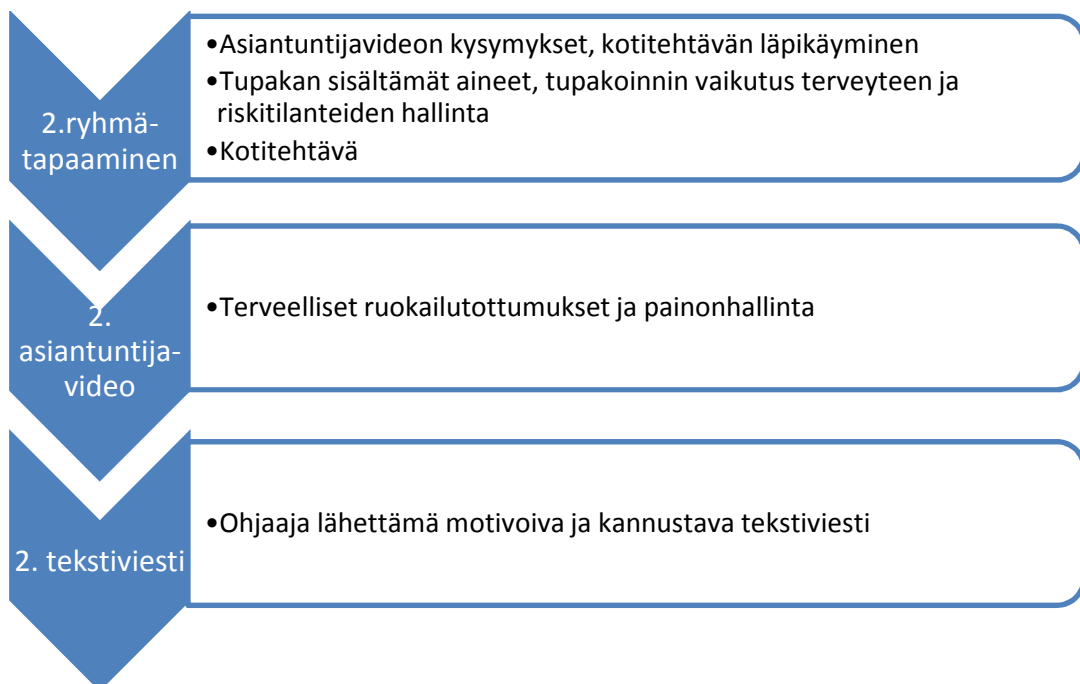 2.ryhmä-
tapaaminen
•Asiantuntijavideon kysymykset, kotitehtävän läpikäyminen
•Tupakan sisältämät aineet, tupakoinnin vaikutus terveyteen ja
riskitilanteiden hallinta
•Kotitehtävä
2.
asiantuntija-
video
•Terveelliset ruokailutottumukset ja painonhallinta
2. tekstiviesti
•Ohjaaja lähettämä motivoiva ja kannustava tekstiviesti